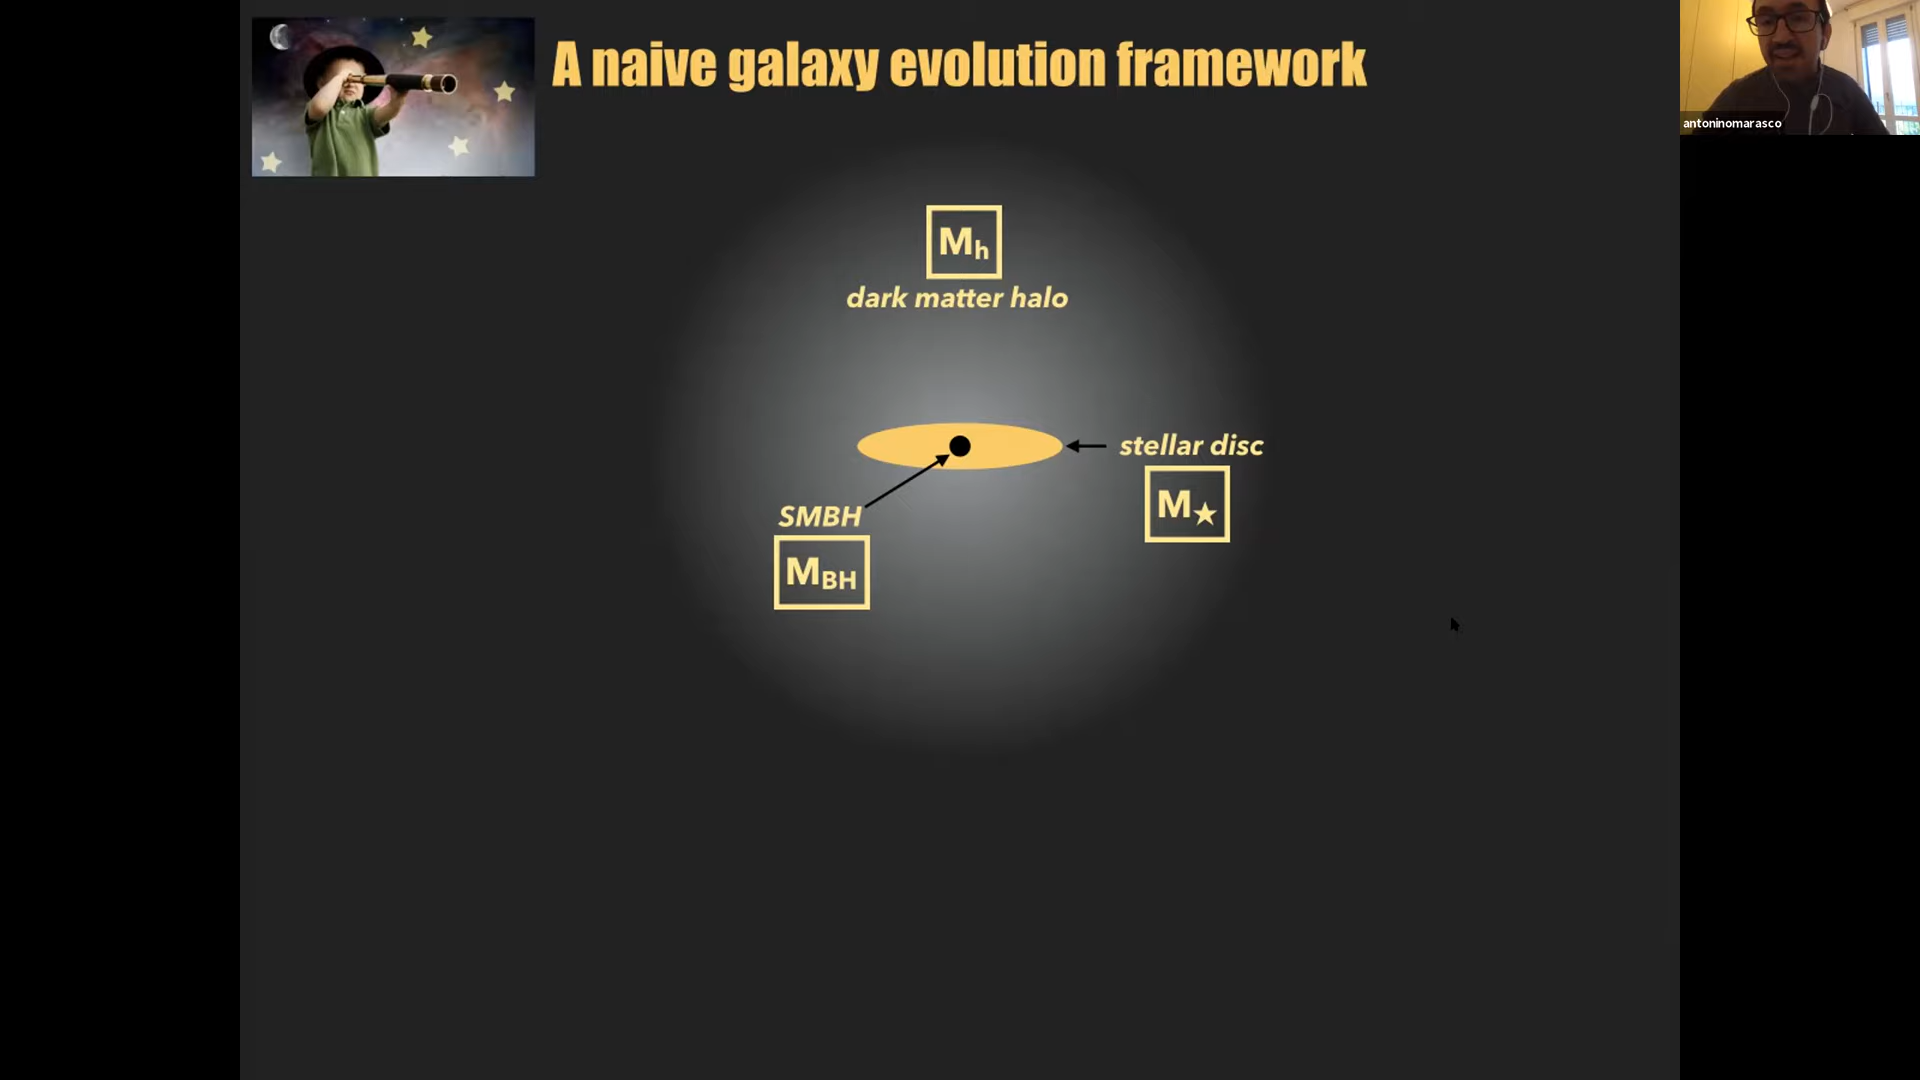 A naive galaxy evolution framework
antoninomarasco
Mh
dark matter halo
stellar disc
M★
SMBH
MBH